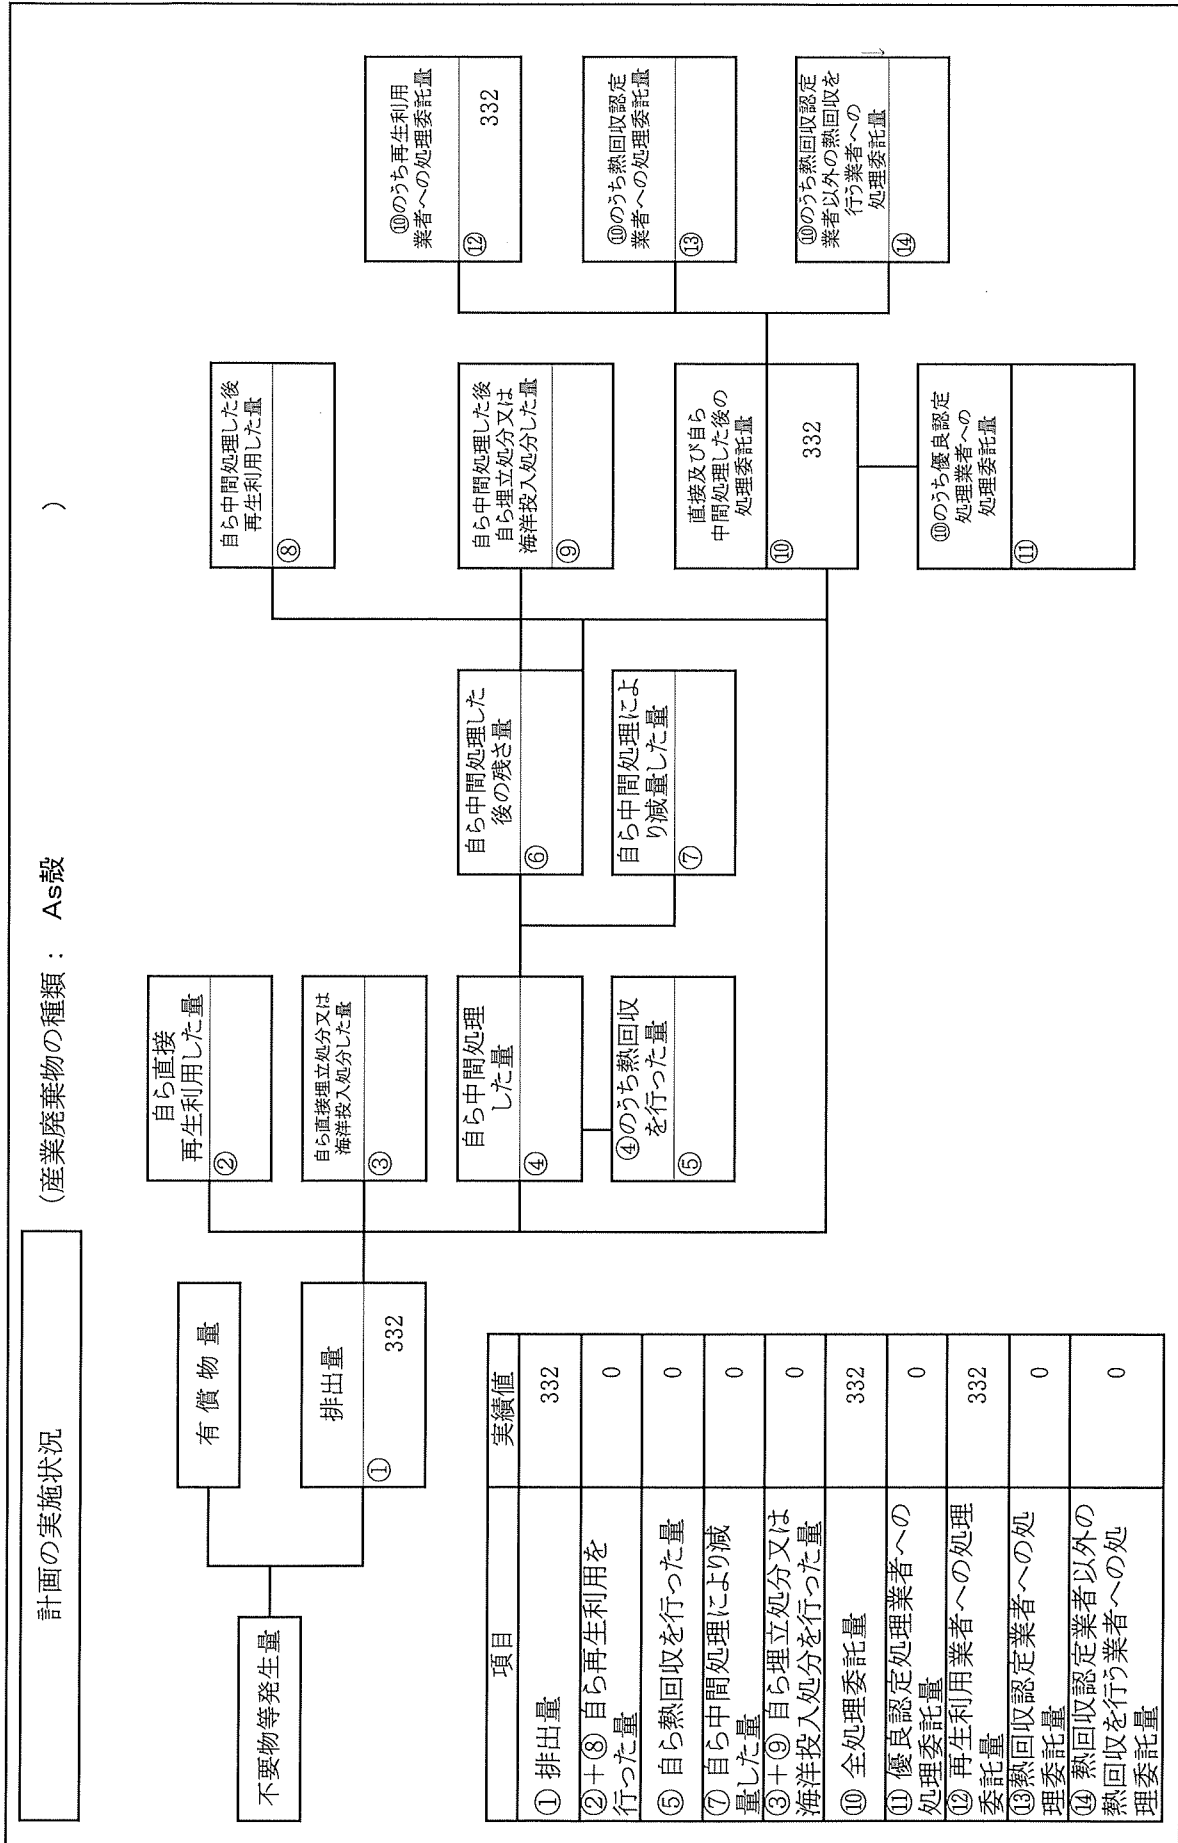 計画の実施状況
(産業廃棄物の種類： As殻 )
不要物等発生量
有償物量
排出量
①
332
自ら直接
再生利用した量
②
自ら直接埋立処分又は
海洋投入処分した量
③
自ら中間処理
した量
④
④のうち熱回収
を行った量
⑤
自ら中間処理した
後の残さ量
⑥
自ら中間処理によ
り減量した量
⑦
自ら中間処理した後
再生利用した量
⑧
自ら中間処理した後
自ら埋立処分又は
海洋投入処分した量
⑨
直接及び自ら
中間処理した後の
処理委託量
⑩
332
⑩のうち優良認定
処理業者への
処理委託量
⑪
⑩のうち再生利用
業者への処理委託量
⑫
332
⑩のうち熱回収認定
業者への処理委託量
⑬
⑩のうち熱回収認定
業者以外の熱回収を
行う業者への
処理委託量
⑭
項目 実績値
① 排出量 332
②＋⑧ 自ら再生利用を
行った量 0
⑤ 自ら熱回収を行った量 0
⑦ 自ら中間処理により減
量した量 0
③＋⑨ 自ら埋立処分又は
海洋投入処分を行った量 0
⑩ 全処理委託量 332
⑪ 優良認定処理業者への
処理委託量 0
⑫ 再生利用業者への処理
委託量 332
⑬熱回収認定業者への処
理委託量 0
⑭ 熱回収認定業者以外の
熱回収を行う業者への処
理委託量 0